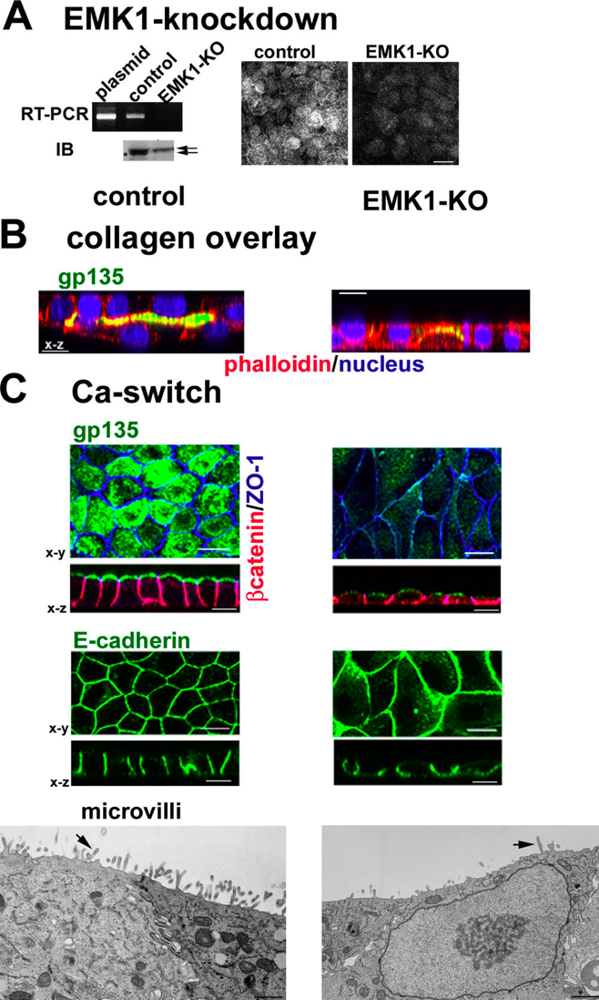 A EMK1-knockdown
plasmid
control
EMK1-KO
RT-PCR
IB
control
EMK1-KO
control
EMK1-KO
B collagen overlay
gp135
x-z
phalloidin/nucleus
C Ca-switch
gp135
x-y
x-z
βcatenin/ZO-1
E-cadherin
x-y
x-z
microvilli